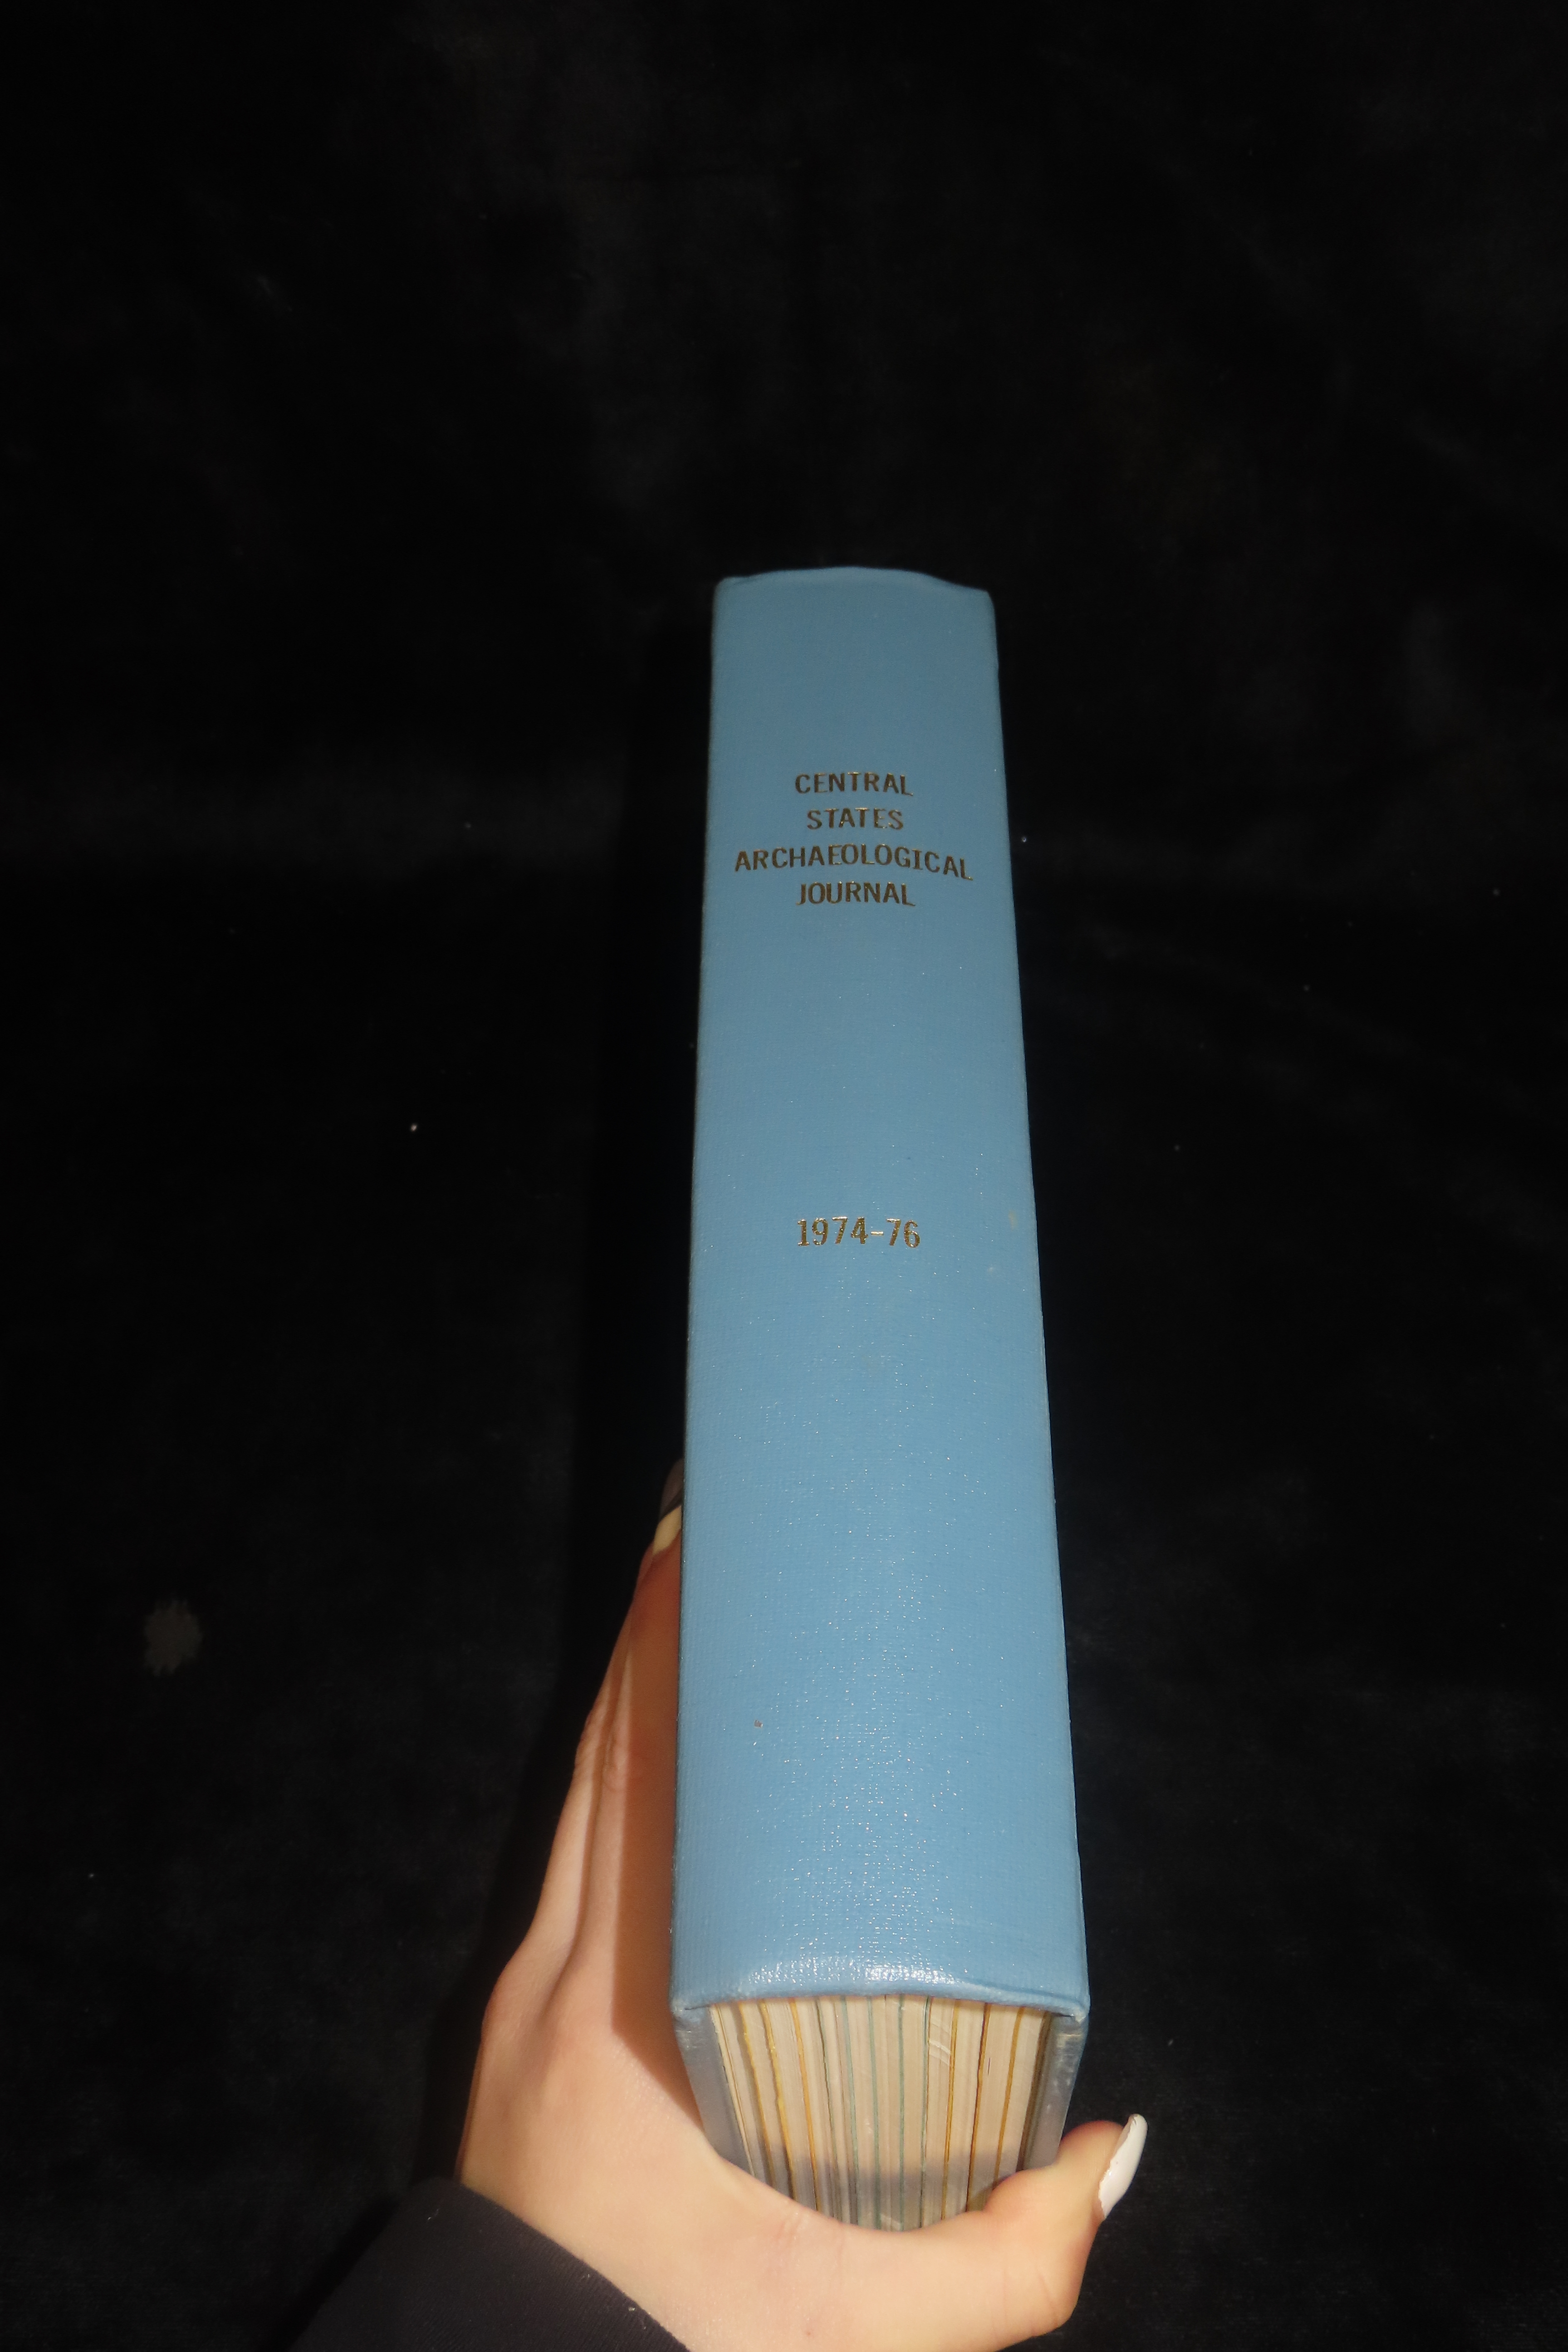 CENTRAL
STATES
ARCHAEOLOGICAL
JOURNAL
1974-76